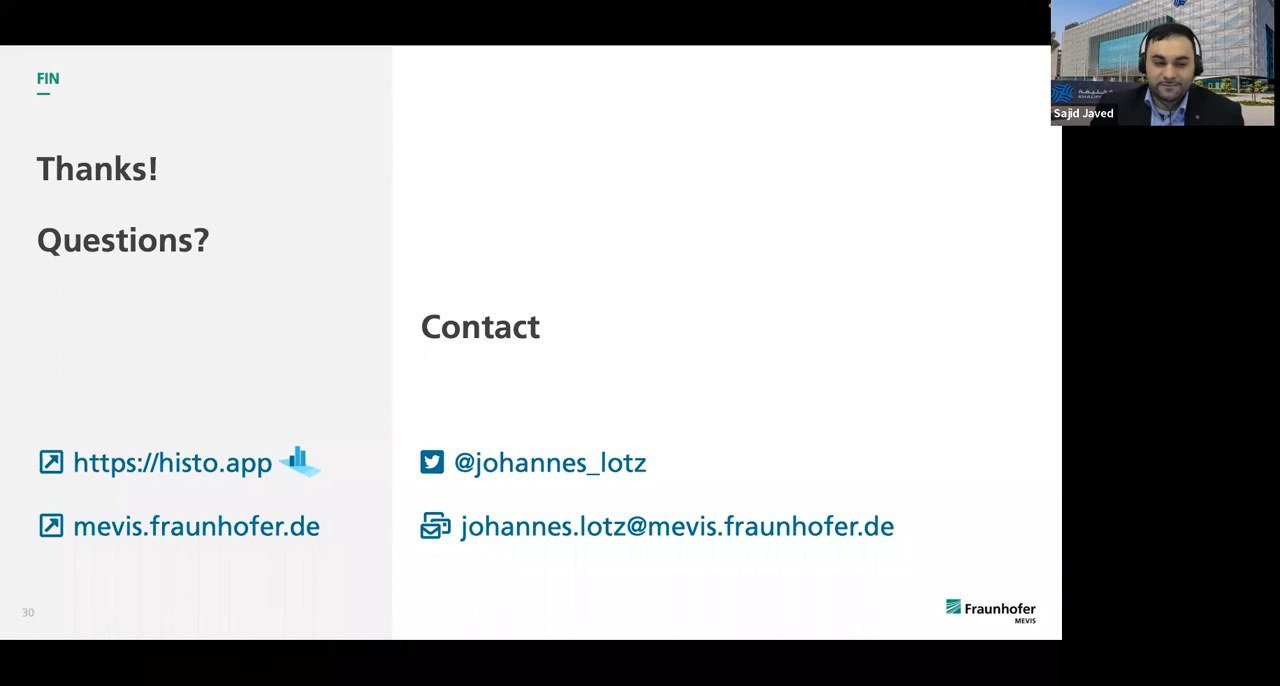 FIN
Thanks!
Questions?
Contact
https://histo.app
@johannes_lotz
mevis.fraunhofer.de
johannes.lotz@mevis.fraunhofer.de
30
Fraunhofer
MEVIS
Sajid Javed